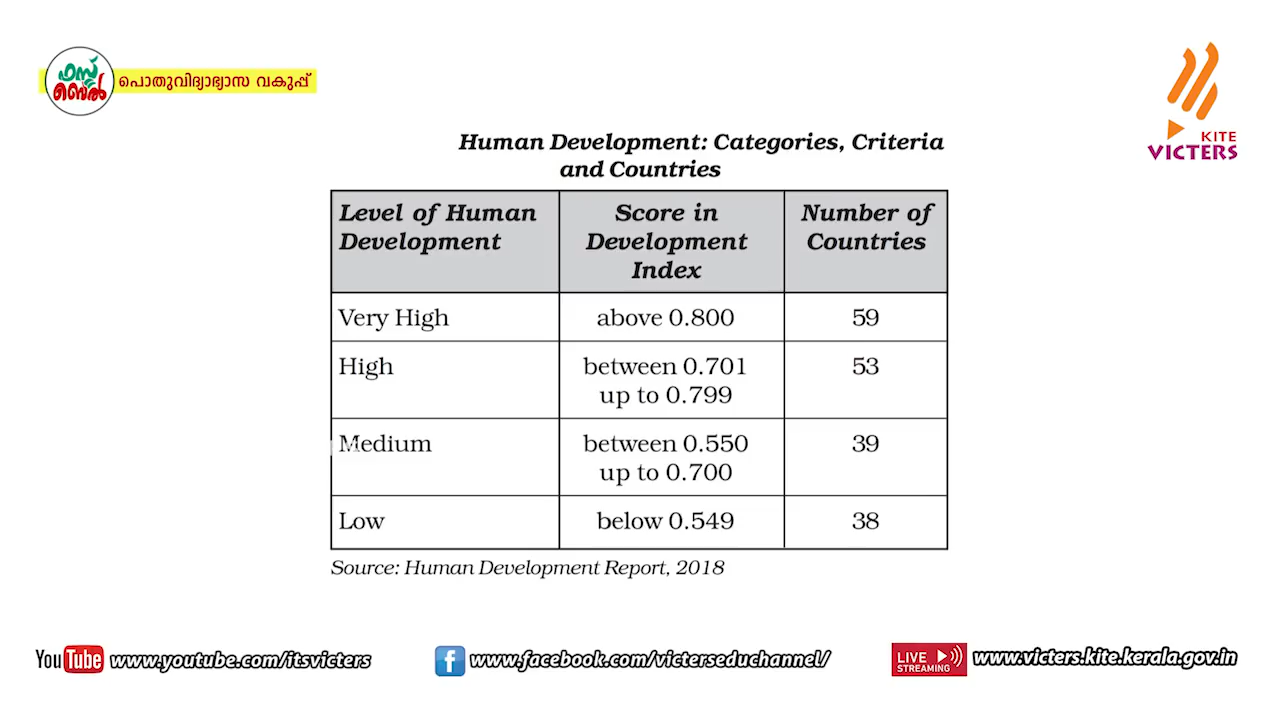 ഫസ്റ്റ്
ബെൽ
പൊതുവിദ്യാഭ്യാസ വകുപ്പ്
KITE
VICTERS
Human Development: Categories, Criteria
and Countries
Level of Human Development
Score in Development Index
Number of Countries
Very High above 0.800 59
High between 0.701 up to 0.799 53
Medium between 0.550 up to 0.700 39
Low below 0.549 38
Source: Human Development Report, 2018
YouTube www.youtube.com/itsvicters
f www.facebook.com/victerseduchannel/
LIVE STREAMING www.victers.kite.kerala.gov.in